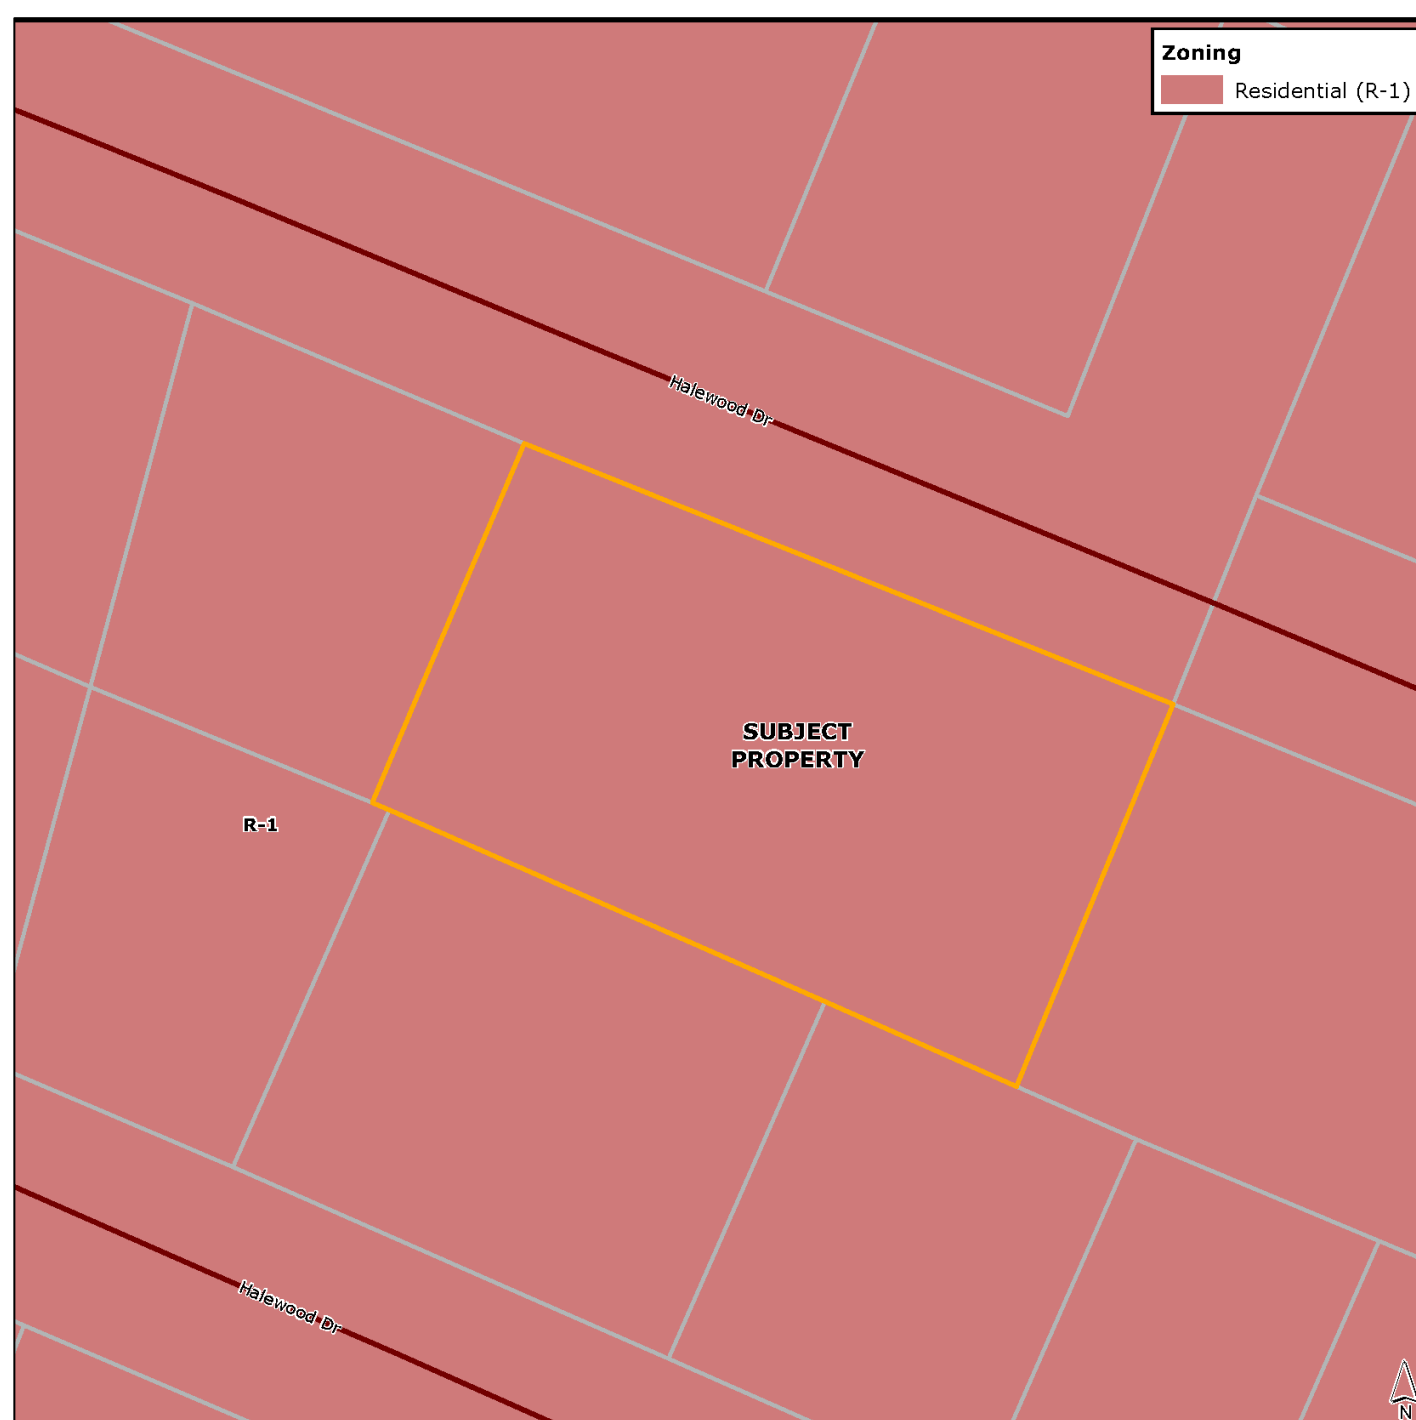 Zoning
Residential (R-1)
Halewood Dr
SUBJECT
PROPERTY
R-1
Halewood Dr
N